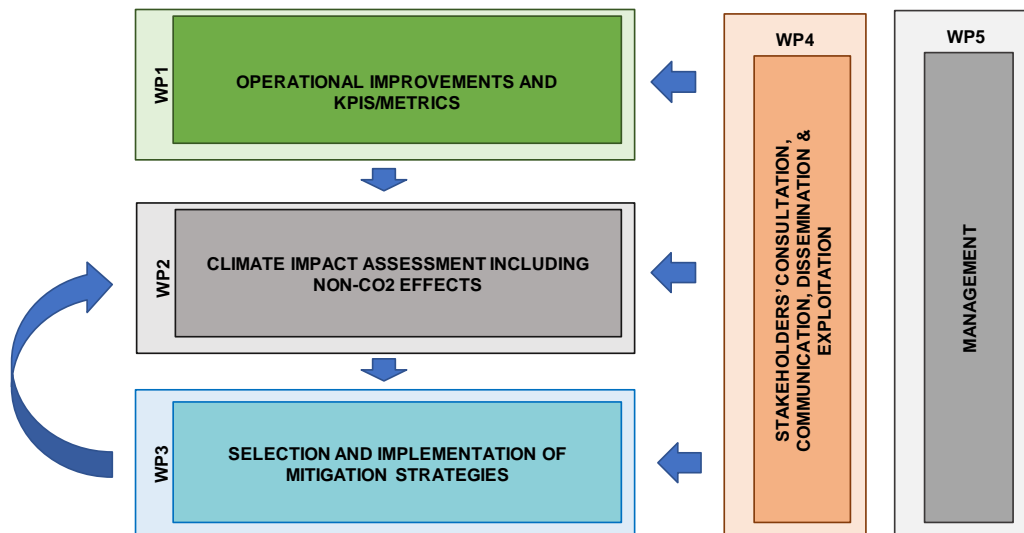 WP1
OPERATIONAL IMPROVEMENTS AND
KPIS/METRICS
WP2
CLIMATE IMPACT ASSESSMENT INCLUDING
NON-CO2 EFFECTS
WP3
SELECTION AND IMPLEMENTATION OF
MITIGATION STRATEGIES
WP4
STAKEHOLDERS’ CONSULTATION,
COMMUNICATION, DISSEMINATION &
EXPLOITATION
WP5
MANAGEMENT